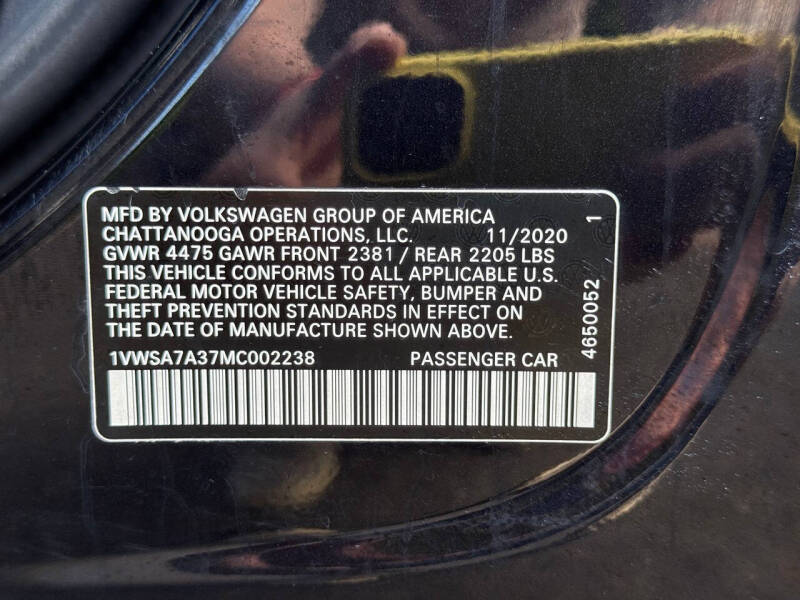 MFD BY VOLKSWAGEN GROUP OF AMERICA
CHATTANOOGA OPERATIONS, LLC. 11/2020
GVWR 4475 GAWR FRONT 2381 / REAR 2205 LBS
THIS VEHICLE CONFORMS TO ALL APPLICABLE U.S.
FEDERAL MOTOR VEHICLE SAFETY, BUMPER AND
THEFT PREVENTION STANDARDS IN EFFECT ON
THE DATE OF MANUFACTURE SHOWN ABOVE.
1VWSA7A37MC002238 PASSENGER CAR
4650052 1